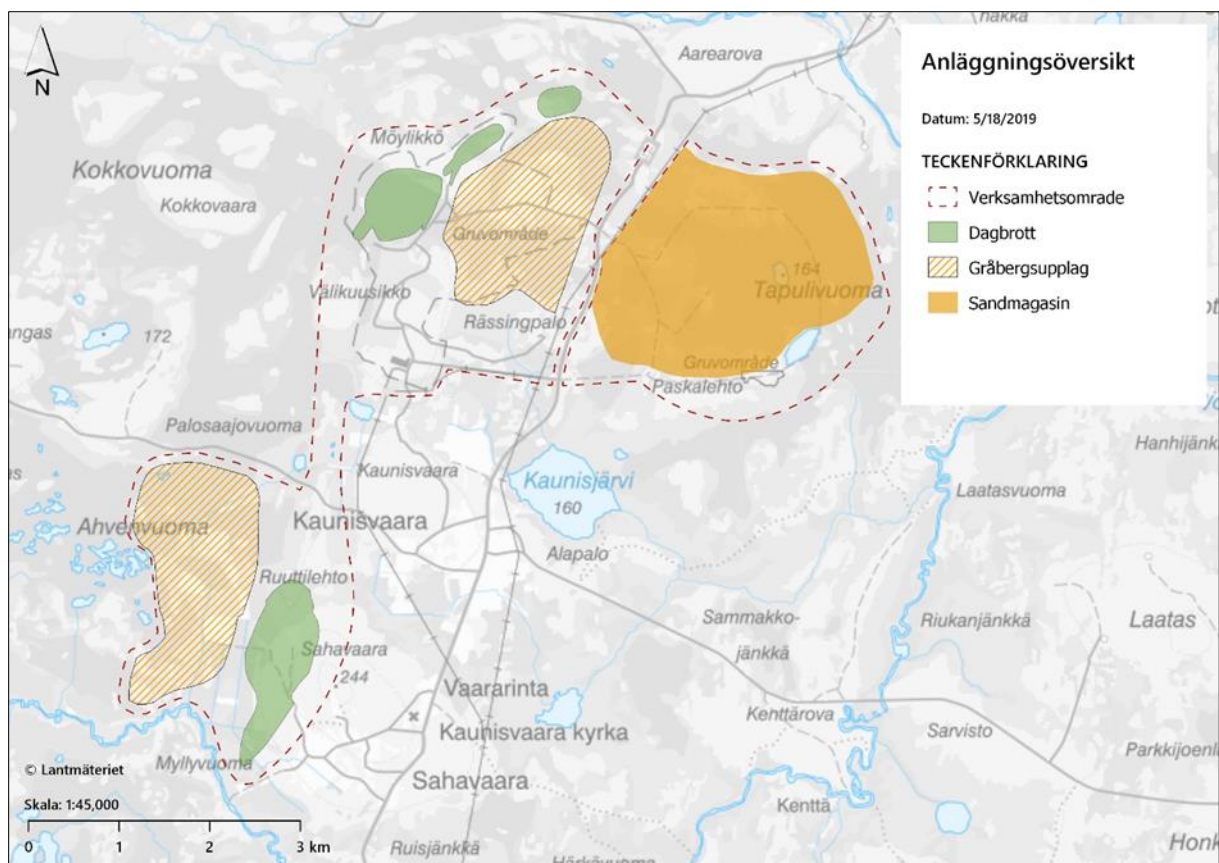 hakka
Aarearova
Anläggningsöversikt
N
Datum: 5/18/2019
Möylikkö
TECKENFÖRKLARING
Kokkovuoma
Verksamhetsomrade
Kokkovaara
Dagbrott
Gruvområde
Gråbergsupplag
164
Tapulivuoma
Välikuusikko
Sandmagasin
Rässingpalo
angas
172
Gruvområde
Paskalehto
Palosaajovuoma
Hanhijänk
Kaunisvaara
Kaunisjärvi
160
Laatasvuoma
Ahvenvuoma
Kaunisvaara
Alapalo
Ruuttilehto
Sammakko-
jänkkä
Riukanjänkkä
Laatas
Sahavaara
244
Vaararinta
Kenttärova
Kaunisvaara kyrka
Sarvisto
Parkkijoenl
Myllyvuoma
© Lantmäteriet
Sahavaara
Skala: 1:45,000
Kenttä
0 1 2 3 km
Ruisjänkkä
Härkävuoma
Honk